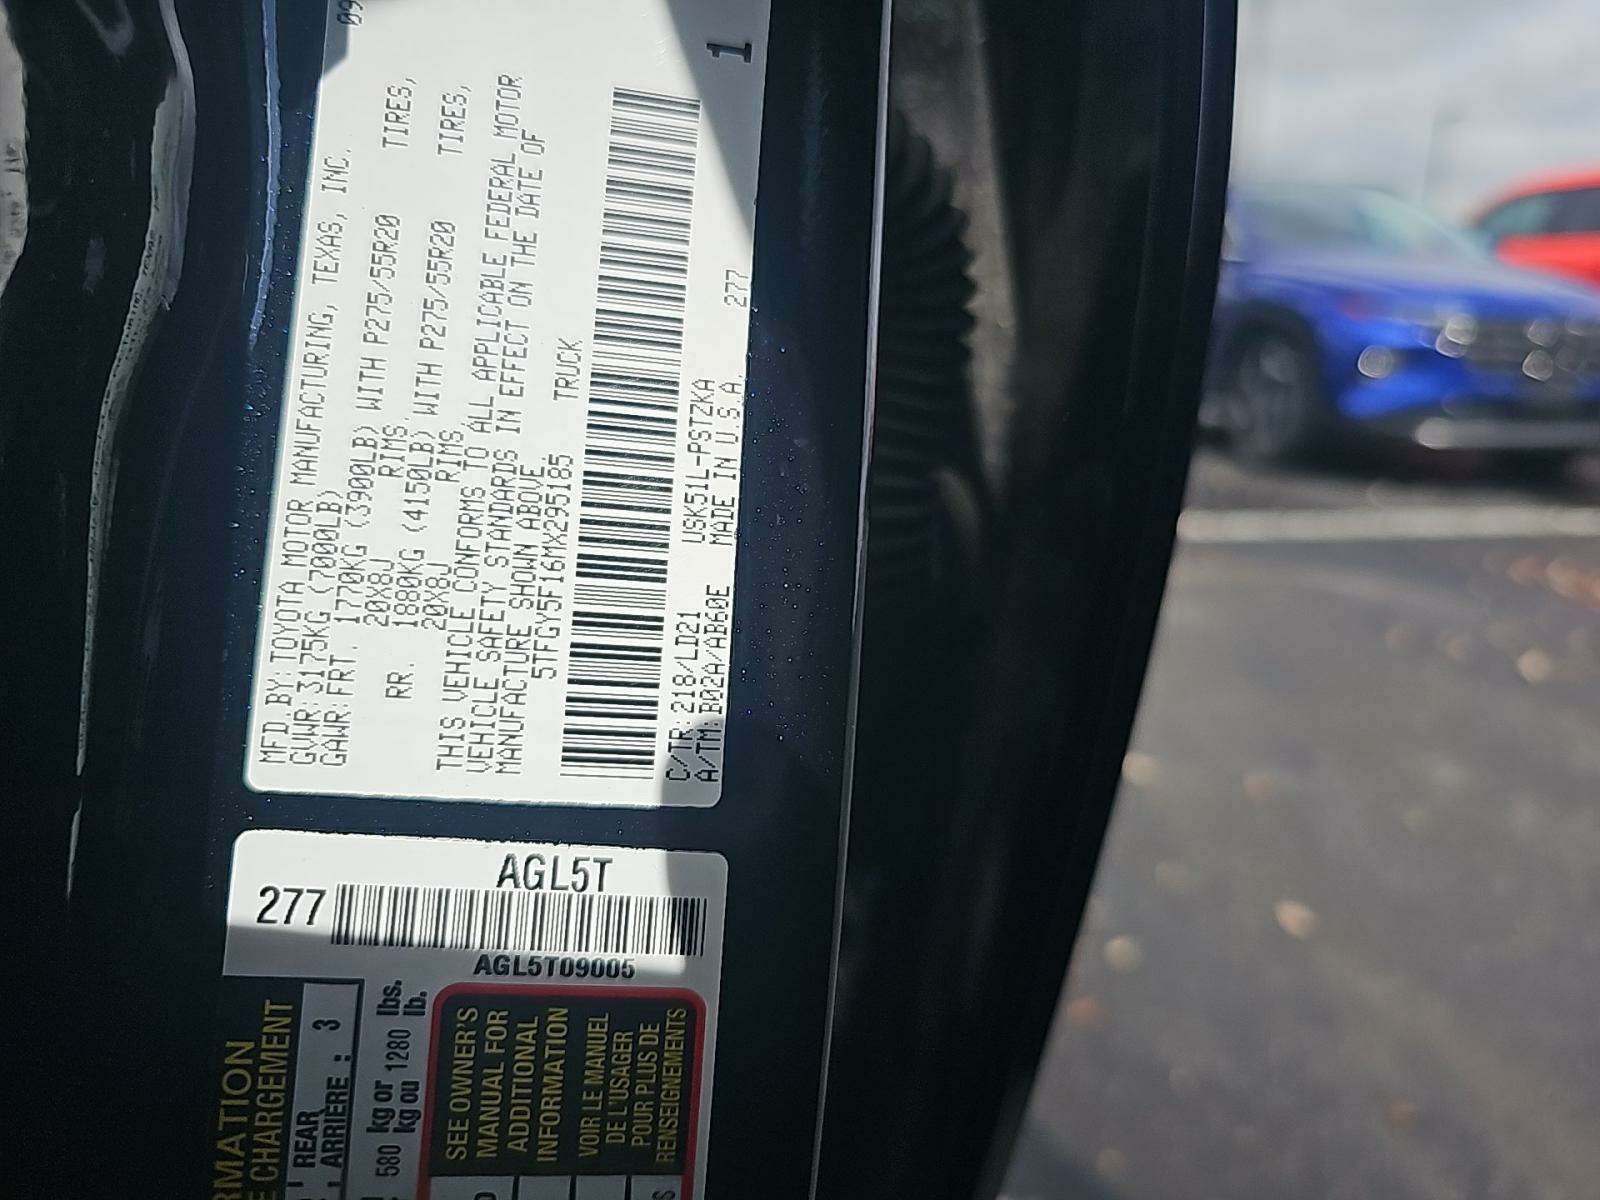 09
MFD.BY:TOYOTA MOTOR MANUFACTURING, TEXAS, INC.
GVWR:3175KG (7000LB)
GAWR:FRT. 1770KG (3900LB) WITH P275/55R20 TIRES,
20X8J RIMS,
RR. 1880KG (4150LB) WITH P275/55R20 TIRES,
20X8J RIMS
THIS VEHICLE CONFORMS TO ALL APPLICABLE FEDERAL MOTOR
VEHICLE SAFETY STANDARDS IN EFFECT ON THE DATE OF
MANUFACTURE SHOWN ABOVE.
5TFGY5F16MX295185 TRUCK
C/TR:218/LD21 USK51L-PSTZKA
A/TM:B02A/AB60E MADE IN U.S.A. 277
1
277
AGL5T
AGL5T09005
RMATION
E CHARGEMENT
REAR
ARRIÈRE : 3
580 kg or 1280 lbs.
kg ou lb.
SEE OWNER'S
MANUAL FOR
ADDITIONAL
INFORMATION
VOIR LE MANUEL
DE L'USAGER
POUR PLUS DE
RENSEIGNEMENTS